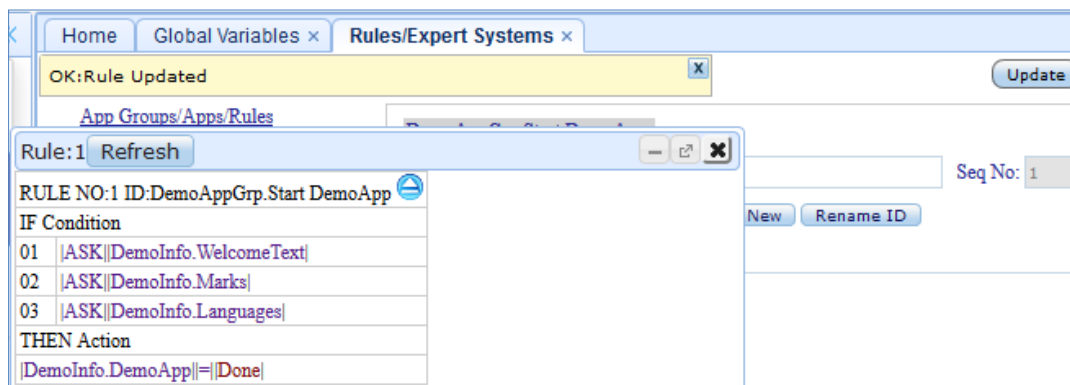 Home Global Variables × Rules/Expert Systems ×
OK:Rule Updated x Update
App Groups/Apps/Rules
Rule:1 Refresh
Seq No: 1
RULE NO:1 ID:DemoAppGrp.Start DemoApp
New Rename ID
IF Condition
01 |ASK||DemoInfo.WelcomeText|
02 |ASK||DemoInfo.Marks|
03 |ASK||DemoInfo.Languages|
THEN Action
|DemoInfo.DemoApp||=||Done|